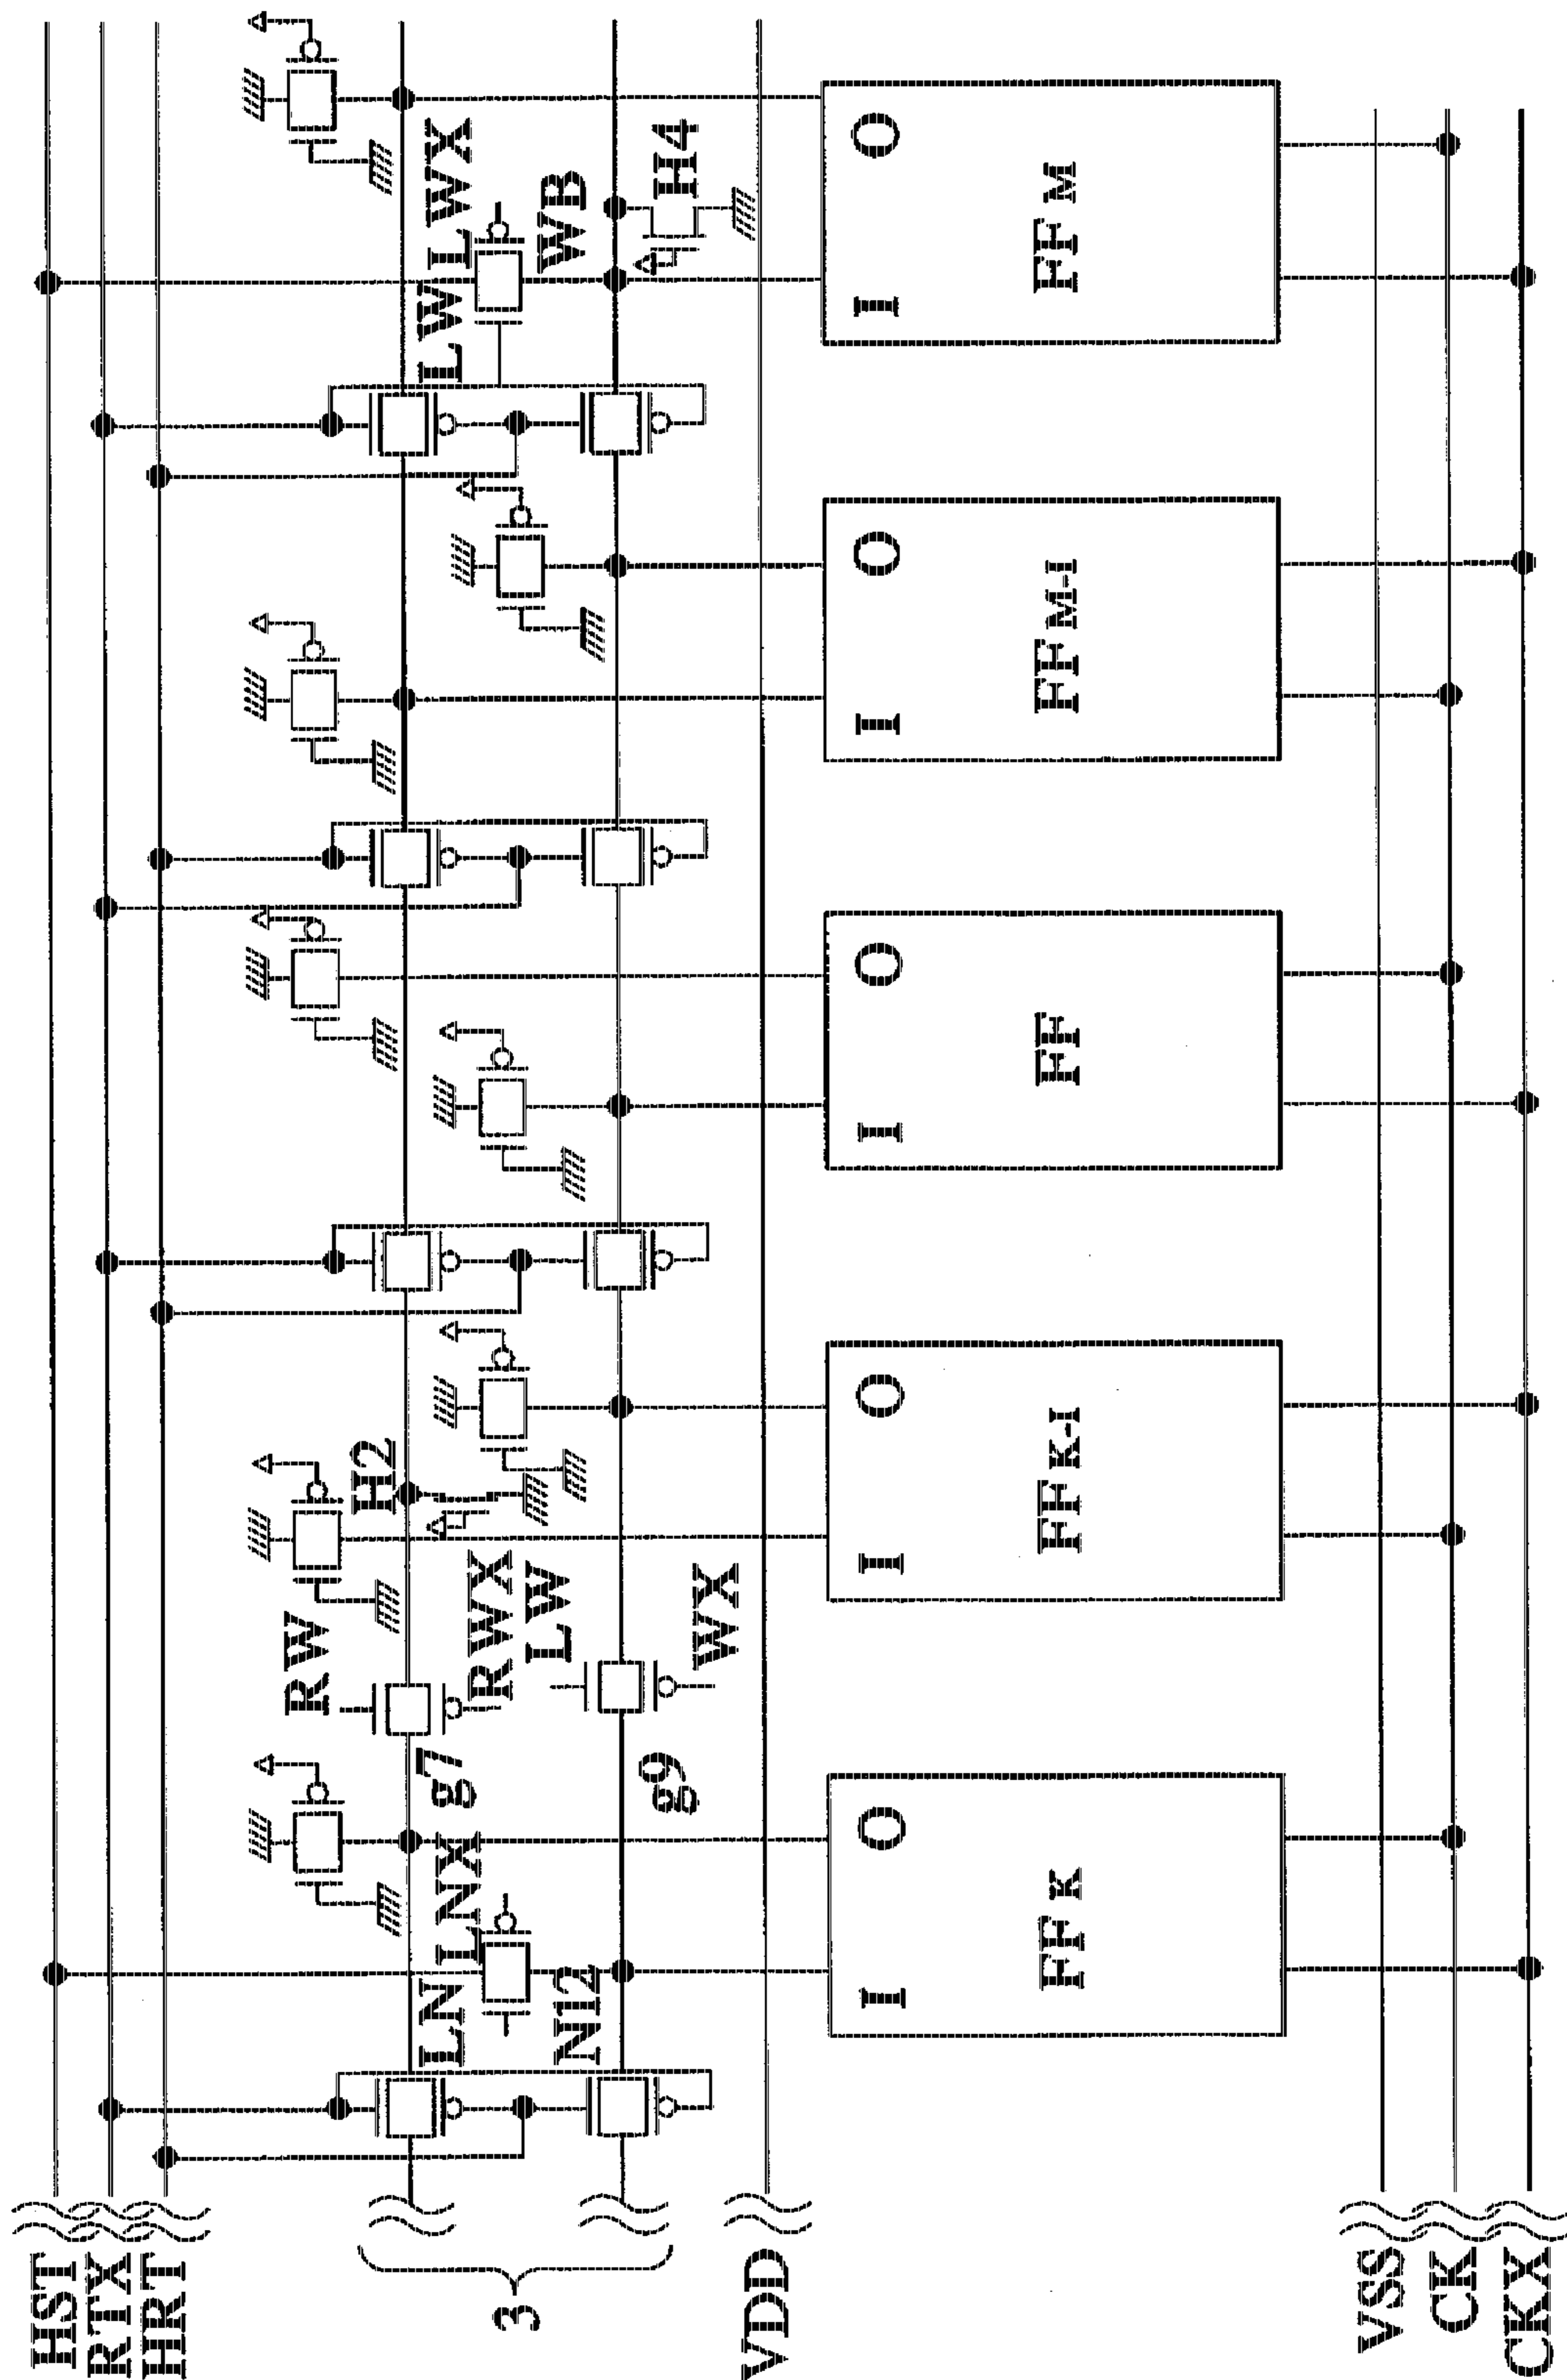 HST
RTX
HRT
3
VDD
VSS
CK
CKX
LN
LNX
N12
g7
g9
RW
RWX
LW
WX
H2
LW
LWX
WB
H4
I O
FF K
I O
FF K-1
I O
FF
I O
FF M-1
I O
FF M